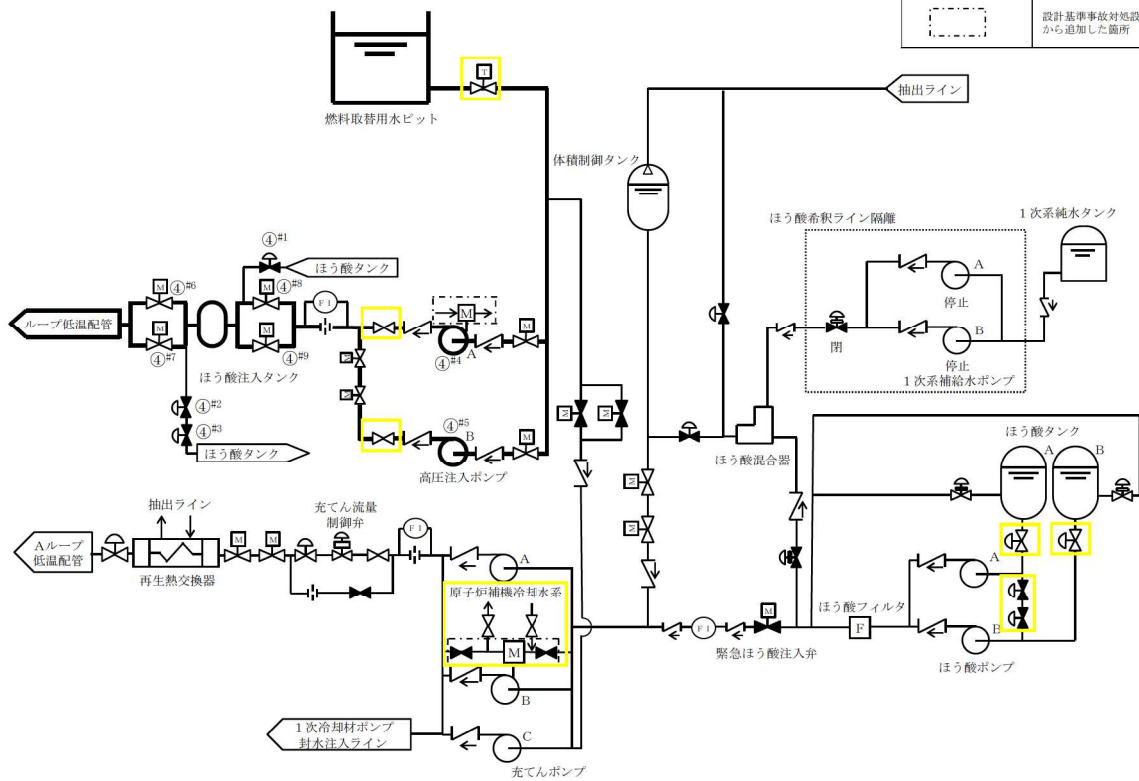 設計基準事故対処設
から追加した箇所
T
燃料取替用水ピット
抽出ライン
体積制御タンク
ほう酸希釈ライン隔離
1次系純水タンク
A
停止
B
停止
閉
1次系補給水ポンプ
④#1
ほう酸タンク
④#6
M
④#8
M
FI
M
ループ低温配管
A
④#4
M
M
④#7
M
④#9
ほう酸注入タンク
M
M
④#2
④#3
ほう酸タンク
④#5
B
M
高圧注入ポンプ
M
M
ほう酸混合器
ほう酸タンク
A
B
M
M
抽出ライン
充てん流量
制御弁
FI
Aループ
低温配管
M
M
再生熱交換器
A
原子炉補機冷却水系
M
B
FI
M
緊急ほう酸注入弁
ほう酸フィルタ
F
A
B
ほう酸ポンプ
1次冷却材ポンプ
封水注入ライン
C
充てんポンプ